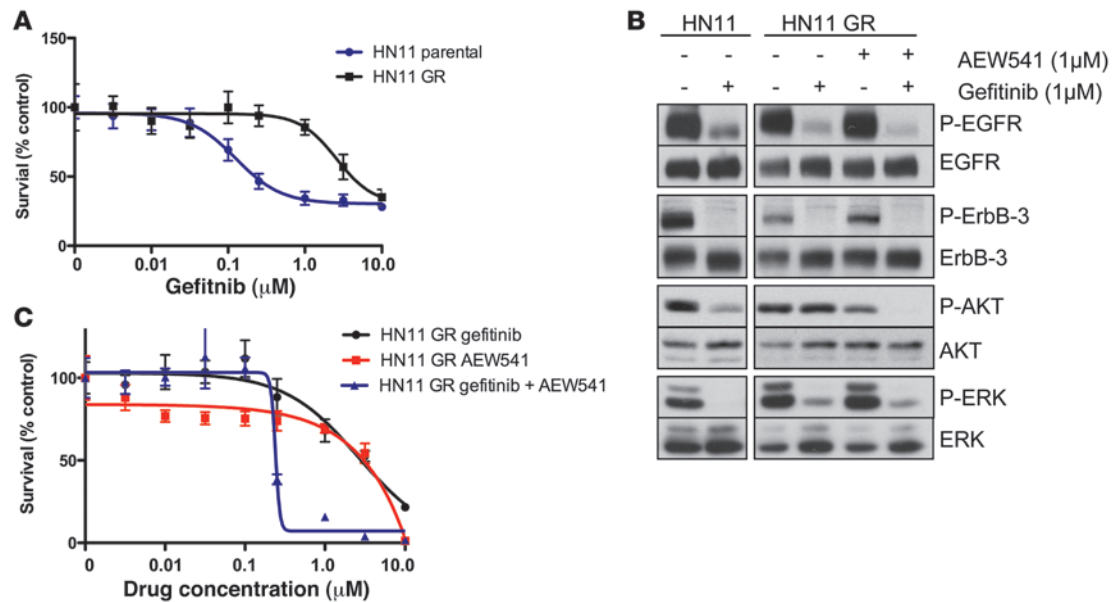 A
150
100
50
0
Survial (% control)
0 0.01 0.1 1.0 10.0
Gefitnib (µM)
HN11 parental
HN11 GR
B
HN11 HN11 GR
- - - - + + AEW541 (1µM)
- + - + - + Gefitinib (1µM)
P-EGFR
EGFR
P-ErbB-3
ErbB-3
P-AKT
AKT
P-ERK
ERK
C
100
50
0
Survial (% control)
0 0.01 0.1 1.0 10.0
Drug concentration (µM)
HN11 GR gefitinib
HN11 GR AEW541
HN11 GR gefitinib + AEW541